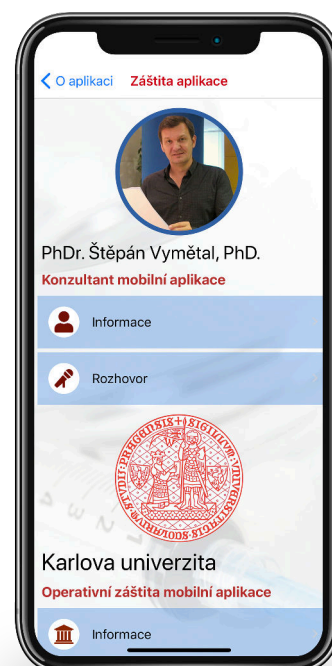 O aplikaci Záštita aplikace
PhDr. Štěpán Vymětal, PhD.
Konzultant mobilní aplikace
Informace
Rozhovor
Karlova univerzita
Operativní záštita mobilní aplikace
Informace